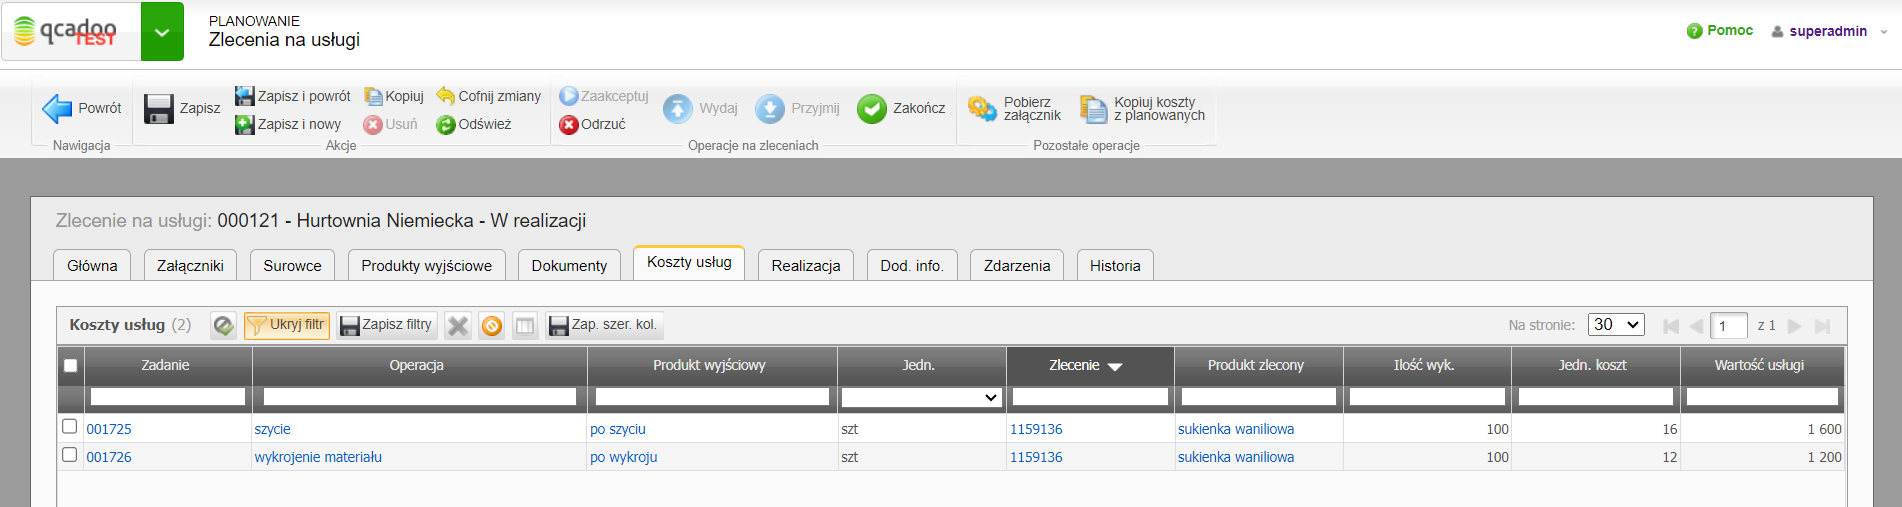 qcadoo
TEST
PLANOWANIE
Zlecenia na usługi
Pomoc
superadmin
Powrót
Nawigacja
Zapisz
Zapisz i powrót
Kopiuj
Cofnij zmiany
Zapisz i nowy
Usuń
Odśwież
Akcje
Zaakceptuj
Odrzuć
Wydaj
Przyjmij
Zakończ
Operacje na zleceniach
Pobierz
załącznik
Kopiuj koszty
z planowanych
Pozostałe operacje
Zlecenie na usługi: 000121 - Hurtownia Niemiecka - W realizacji
Główna Załączniki Surowce Produkty wyjściowe Dokumenty Koszty usług Realizacja Dod. info. Zdarzenia Historia
Koszty usług (2) Ukryj filtr Zapisz filtry Zap. szer. kol. Na stronie: 30 1 z 1
Zadanie Operacja Produkt wyjściowy Jedn. Zlecenie Produkt zlecony Ilość wyk. Jedn. koszt Wartość usługi
001725 szycie po szyciu szt 1159136 sukienka waniliowa 100 16 1 600
001726 wykrojenie materiału po wykroju szt 1159136 sukienka waniliowa 100 12 1 200